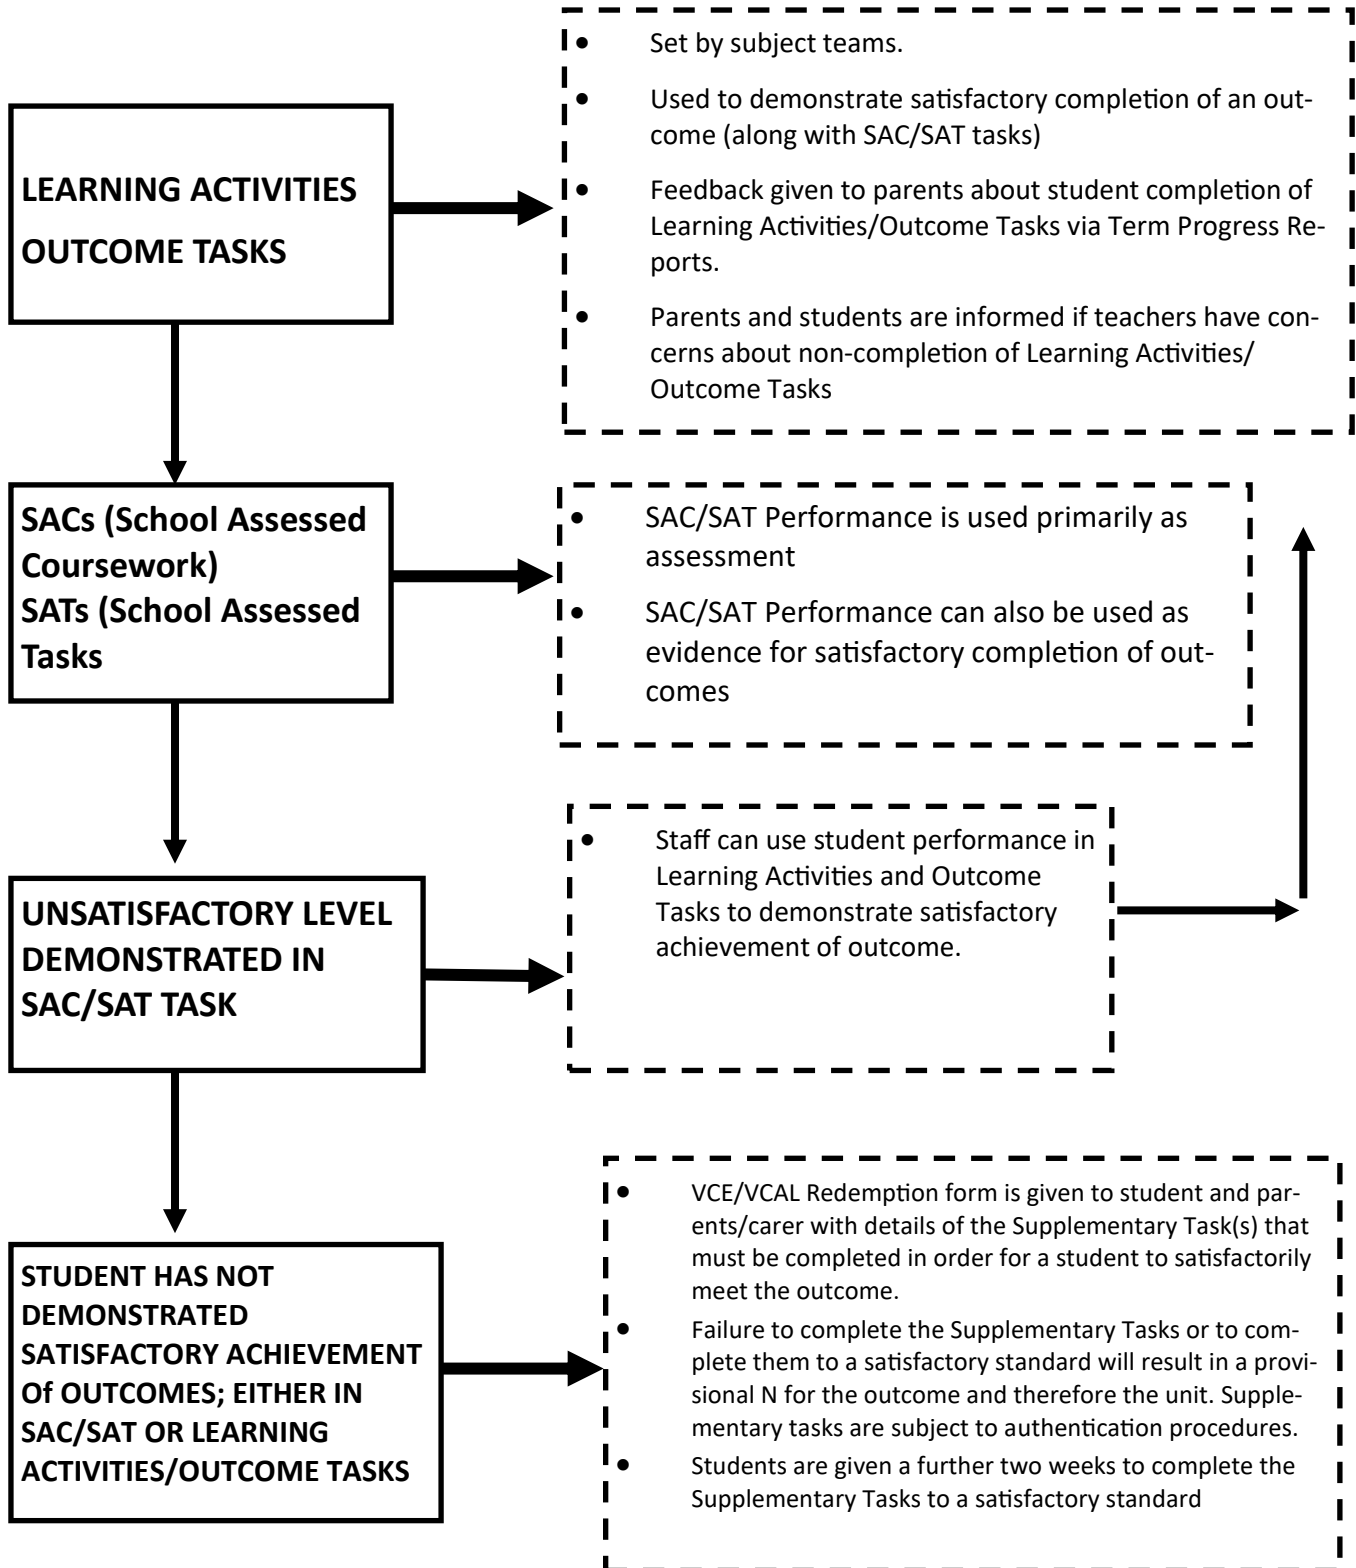 LEARNING ACTIVITIES
OUTCOME TASKS
• Set by subject teams.
• Used to demonstrate satisfactory completion of an out-
come (along with SAC/SAT tasks)
• Feedback given to parents about student completion of
Learning Activities/Outcome Tasks via Term Progress Re-
ports.
• Parents and students are informed if teachers have con-
cerns about non-completion of Learning Activities/
Outcome Tasks
SACs (School Assessed
Coursework)
SATs (School Assessed
Tasks
• SAC/SAT Performance is used primarily as
assessment
• SAC/SAT Performance can also be used as
evidence for satisfactory completion of out-
comes
UNSATISFACTORY LEVEL
DEMONSTRATED IN
SAC/SAT TASK
• Staff can use student performance in
Learning Activities and Outcome
Tasks to demonstrate satisfactory
achievement of outcome.
STUDENT HAS NOT
DEMONSTRATED
SATISFACTORY ACHIEVEMENT
Of OUTCOMES; EITHER IN
SAC/SAT OR LEARNING
ACTIVITIES/OUTCOME TASKS
• VCE/VCAL Redemption form is given to student and par-
ents/carer with details of the Supplementary Task(s) that
must be completed in order for a student to satisfactorily
meet the outcome.
• Failure to complete the Supplementary Tasks or to com-
plete them to a satisfactory standard will result in a provi-
sional N for the outcome and therefore the unit. Supple-
mentary tasks are subject to authentication procedures.
• Students are given a further two weeks to complete the
Supplementary Tasks to a satisfactory standard